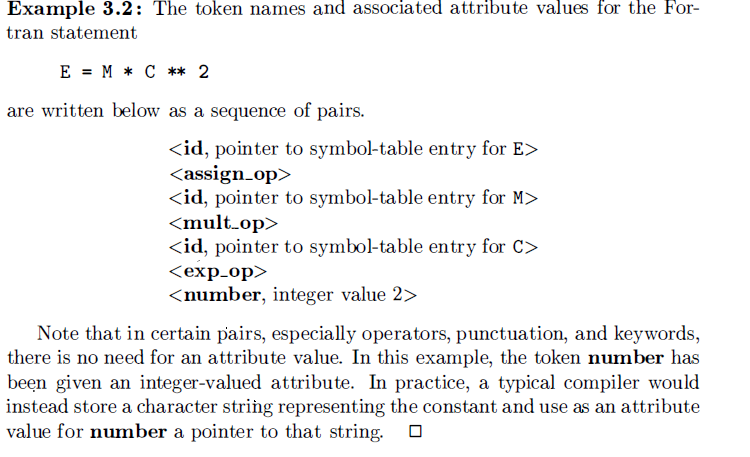 Example 3.2: The token names and associated attribute values for the For-
tran statement
E = M * C ** 2
are written below as a sequence of pairs.
<id, pointer to symbol-table entry for E>
<assign_op>
<id, pointer to symbol-table entry for M>
<mult_op>
<id, pointer to symbol-table entry for C>
<exp_op>
<number, integer value 2>
Note that in certain pairs, especially operators, punctuation, and keywords,
there is no need for an attribute value. In this example, the token number has
been given an integer-valued attribute. In practice, a typical compiler would
instead store a character string representing the constant and use as an attribute
value for number a pointer to that string. □